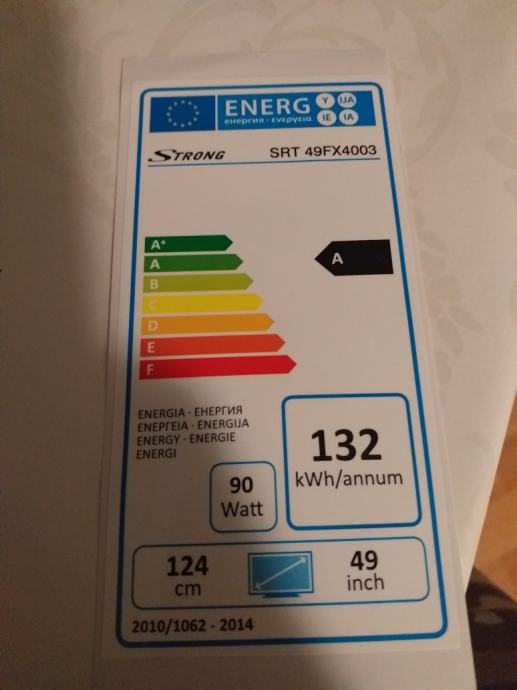 ENERG Y IJA
енергия · ενεργεια IE IA
STRONG SRT 49FX4003
A+
A
A
B
C
D
E
F
ENERGIA · ЕНЕРГИЯ
ΕΝΕΡΓΕΙΑ · ENERGIJA
ENERGY · ENERGIE
ENERGI
132
kWh/annum
90
Watt
124
cm
49
inch
2010/1062 - 2014